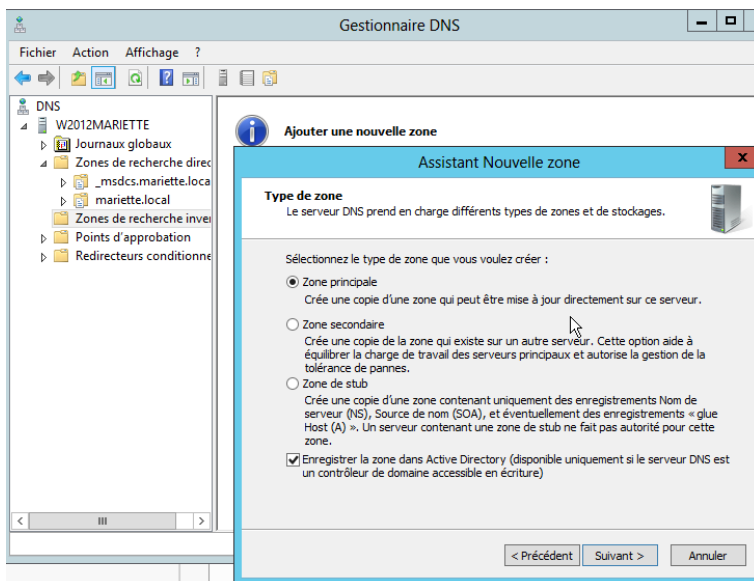 Gestionnaire DNS
Fichier Action Affichage ?
DNS
W2012MARIETTE
Journaux globaux
Zones de recherche direc
_msdcs.mariette.loca
mariette.local
Zones de recherche inver
Points d'approbation
Redirecteurs conditionne
Ajouter une nouvelle zone
Assistant Nouvelle zone
x
Type de zone
Le serveur DNS prend en charge différents types de zones et de stockages.
Sélectionnez le type de zone que vous voulez créer :
Zone principale
Crée une copie d'une zone qui peut être mise à jour directement sur ce serveur.
Zone secondaire
Crée une copie de la zone qui existe sur un autre serveur. Cette option aide à
équilibrer la charge de travail des serveurs principaux et autorise la gestion de la
tolérance de pannes.
Zone de stub
Crée une copie d'une zone contenant uniquement des enregistrements Nom de
serveur (NS), Source de nom (SOA), et éventuellement des enregistrements « glue
Host (A) ». Un serveur contenant une zone de stub ne fait pas autorité pour cette
zone.
Enregistrer la zone dans Active Directory (disponible uniquement si le serveur DNS est
un contrôleur de domaine accessible en écriture)
< Précédent Suivant > Annuler